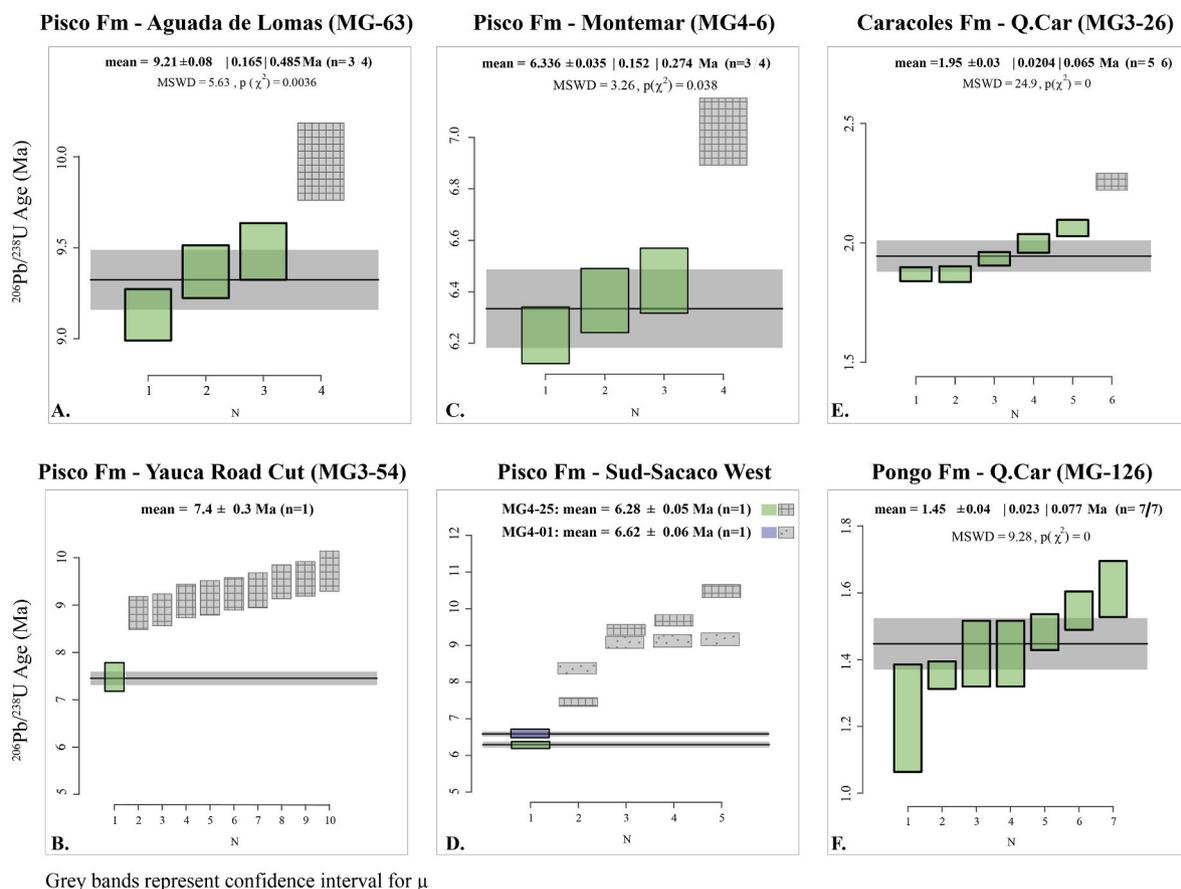 Pisco Fm - Aguada de Lomas (MG-63)
mean = 9.21 ±0.08 | 0.165 | 0.485 Ma (n=3 4)
MSWD = 5.63 , p (χ²) = 0.0036
²⁰⁶Pb/²³⁸U Age (Ma)
10.0
9.5
9.0
1 2 3 4
N
A.
Pisco Fm - Montemar (MG4-6)
mean = 6.336 ±0.035 | 0.152 | 0.274 Ma (n=3 4)
MSWD = 3.26 , p(χ²) = 0.038
7.0
6.8
6.6
6.4
6.2
1 2 3 4
N
C.
Caracoles Fm - Q.Car (MG3-26)
mean =1.95 ±0.03 | 0.0204 | 0.065 Ma (n= 5 6)
MSWD = 24.9, p(χ²) = 0
2.5
2.0
1.5
1 2 3 4 5 6
N
E.
Pisco Fm - Yauca Road Cut (MG3-54)
mean = 7.4 ± 0.3 Ma (n=1)
²⁰⁶Pb/²³⁸U Age (Ma)
10
9
8
7
6
5
1 2 3 4 5 6 7 8 9 10
N
B.
Pisco Fm - Sud-Sacaco West
MG4-25: mean = 6.28 ± 0.05 Ma (n=1)
MG4-01: mean = 6.62 ± 0.06 Ma (n=1)
12
11
10
9
8
7
6
5
1 2 3 4 5
N
D.
Pongo Fm - Q.Car (MG-126)
mean = 1.45 ±0.04 | 0.023 | 0.077 Ma (n= 7/7)
MSWD = 9.28 , p( χ²) = 0
1.8
1.6
1.4
1.2
1.0
1 2 3 4 5 6 7
N
F.
Grey bands represent confidence interval for μ